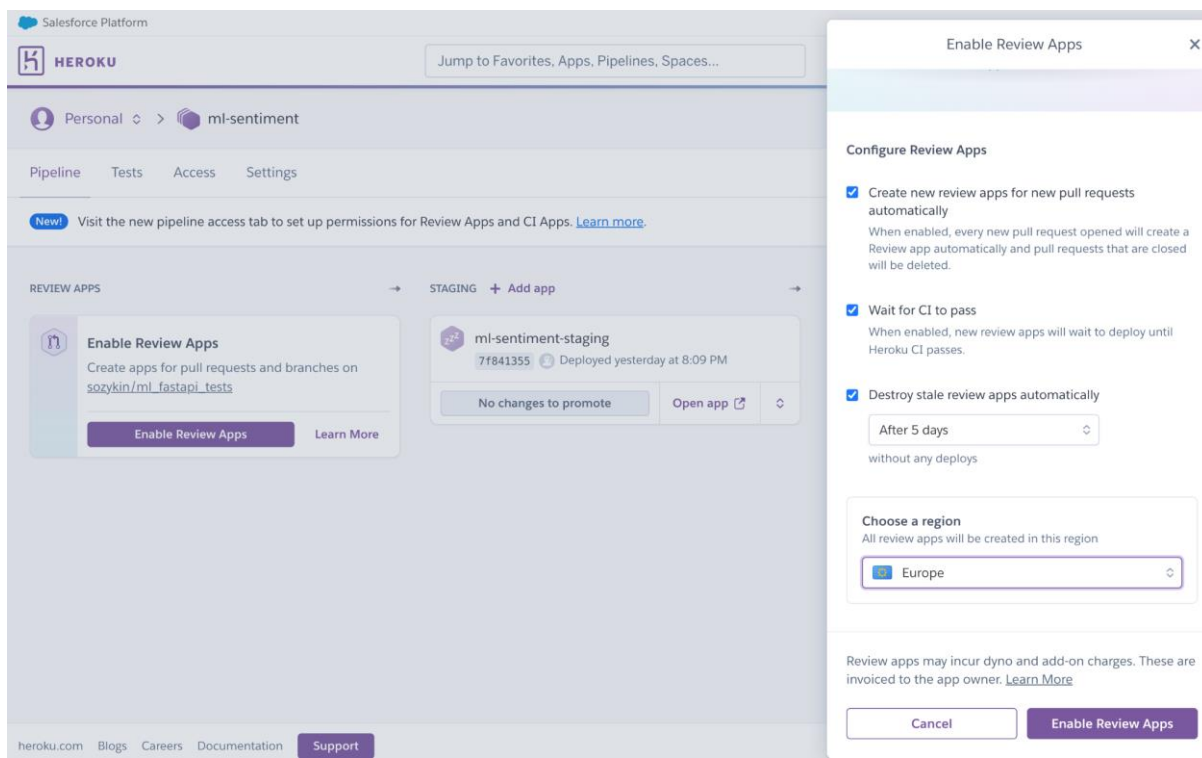 Salesforce Platform
HEROKU
Jump to Favorites, Apps, Pipelines, Spaces...
Personal > ml-sentiment
Pipeline Tests Access Settings
New! Visit the new pipeline access tab to set up permissions for Review Apps and CI Apps. Learn more.
REVIEW APPS
Enable Review Apps
Create apps for pull requests and branches on
sozykin/ml_fastapi_tests
Enable Review Apps Learn More
STAGING + Add app
ml-sentiment-staging
7f841355 Deployed yesterday at 8:09 PM
No changes to promote Open app
heroku.com Blogs Careers Documentation Support
Enable Review Apps
Configure Review Apps
Create new review apps for new pull requests
automatically
When enabled, every new pull request opened will create a
Review app automatically and pull requests that are closed
will be deleted.
Wait for CI to pass
When enabled, new review apps will wait to deploy until
Heroku CI passes.
Destroy stale review apps automatically
After 5 days
without any deploys
Choose a region
All review apps will be created in this region
Europe
Review apps may incur dyno and add-on charges. These are
invoiced to the app owner. Learn More
Cancel Enable Review Apps